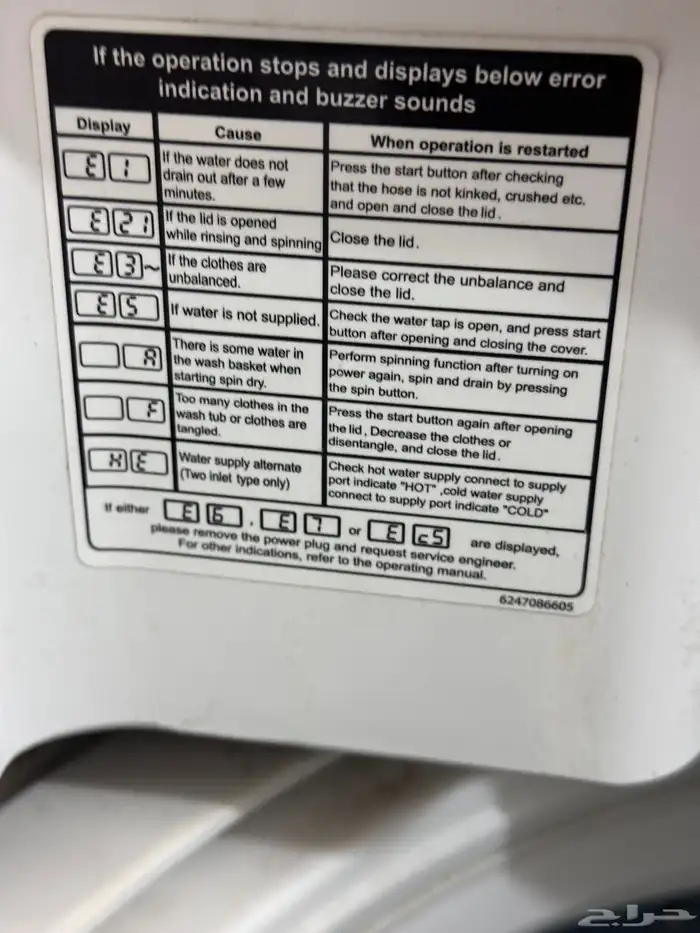 If the operation stops and displays below error
indication and buzzer sounds
Display Cause When operation is restarted
E1 If the water does not
drain out after a few
minutes. Press the start button after checking
that the hose is not kinked, crushed etc.
and open and close the lid.
E21 If the lid is opened
while rinsing and spinning Close the lid.
E3~ If the clothes are
unbalanced. Please correct the unbalance and
close the lid.
E5 If water is not supplied. Check the water tap is open, and press start
button after opening and closing the cover.
A There is some water in
the wash basket when
starting spin dry. Perform spinning function after turning on
power again, spin and drain by pressing
the spin button.
F Too many clothes in the
wash tub or clothes are
tangled. Press the start button again after opening
the lid, Decrease the clothes or
disentangle, and close the lid.
HE Water supply alternate
(Two inlet type only) Check hot water supply connect to supply
port indicate "HOT" ,cold water supply
connect to supply port indicate "COLD"
If either E6 , E7 or EC5 are displayed,
please remove the power plug and request service engineer.
For other indications, refer to the operating manual.
6247086605
حراج